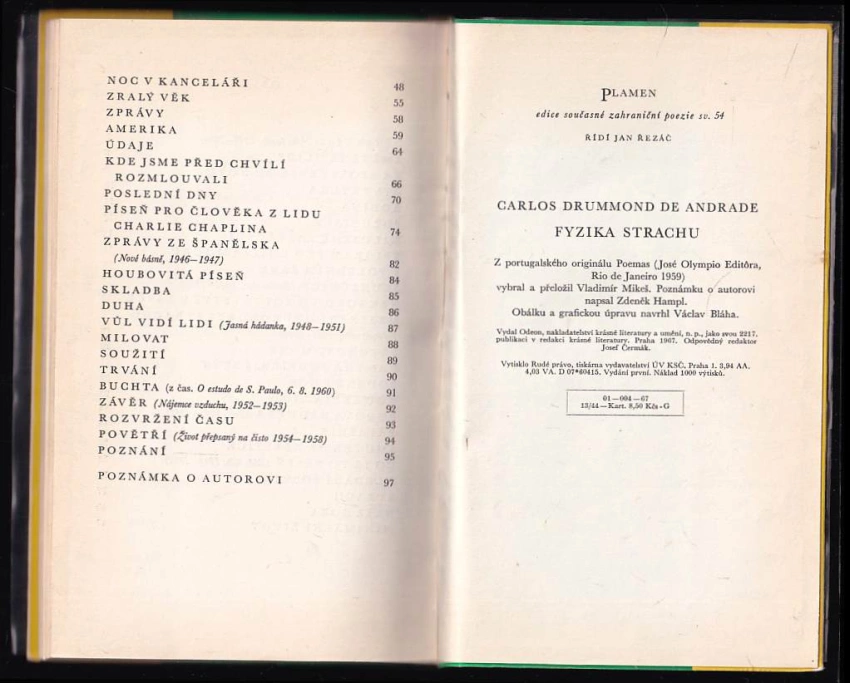 NOC V KANCELÁŘI 48
ZRALÝ VĚK 55
ZPRÁVY 58
AMERIKA 59
ÚDAJE 64
KDE JSME PŘED CHVÍLÍ
ROZMLOUVALI 66
POSLEDNÍ DNY 70
PÍSEŇ PRO ČLOVĚKA Z LIDU
CHARLIE CHAPLINA 74
ZPRÁVY ZE ŠPANĚLSKA
(Nové básně, 1946—1947) 82
HOUBOVITÁ PÍSEŇ 84
SKLADBA 85
DUHA 86
VŮL VIDÍ LIDI (Jasná hádanka, 1948—1951) 87
MILOVAT 88
SOUŽITÍ 89
TRVÁNÍ 90
BUCHTA (z čas. O estudo de S. Paulo, 6. 8. 1960) 91
ZÁVĚR (Nájemce vzduchu, 1952—1953) 92
ROZVRŽENÍ ČASU 93
POVĚTŘÍ (Život přepsaný na čisto 1954—1958) 94
POZNÁNÍ 95
POZNÁMKA O AUTOROVI 97
PLAMEN
edice současné zahraniční poezie sv. 54
ŘÍDÍ JAN ŘEZÁČ
CARLOS DRUMMOND DE ANDRADE
FYZIKA STRACHU
Z portugalského originálu Poemas (José Olympio Editôra,
Rio de Janeiro 1959)
vybral a přeložil Vladimír Mikeš. Poznámku o autorovi
napsal Zdeněk Hampl.
Obálku a grafickou úpravu navrhl Václav Bláha.
Vydal Odeon, nakladatelství krásné literatury a umění, n. p., jako svou 2217.
publikaci v redakci krásné literatury. Praha 1967. Odpovědný redaktor
Josef Čermák.
Vytisklo Rudé právo, tiskárna vydavatelství ÚV KSČ, Praha 1. 3,94 AA.
4,03 VA. D 07*60415. Vydání první. Náklad 1000 výtisků.
01—004—67
13/44—Kart. 8,50 Kčs-G